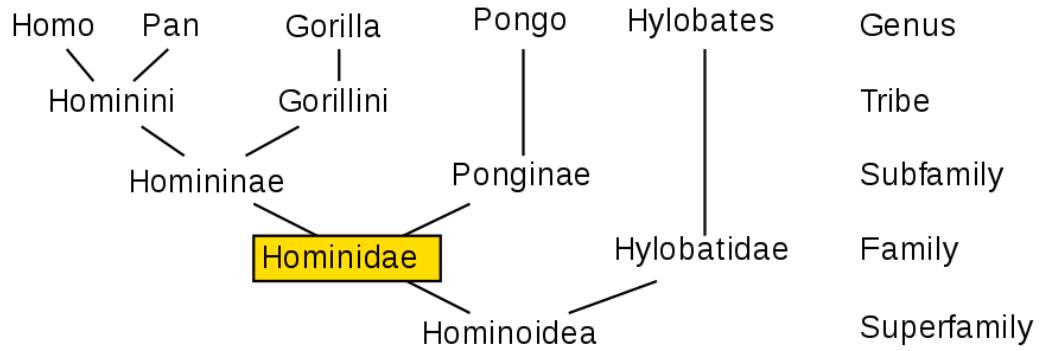 Homo Pan Gorilla Pongo Hylobates Genus
Hominini Gorillini Tribe
Homininae Ponginae Subfamily
Hominidae Hylobatidae Family
Hominoidea Superfamily